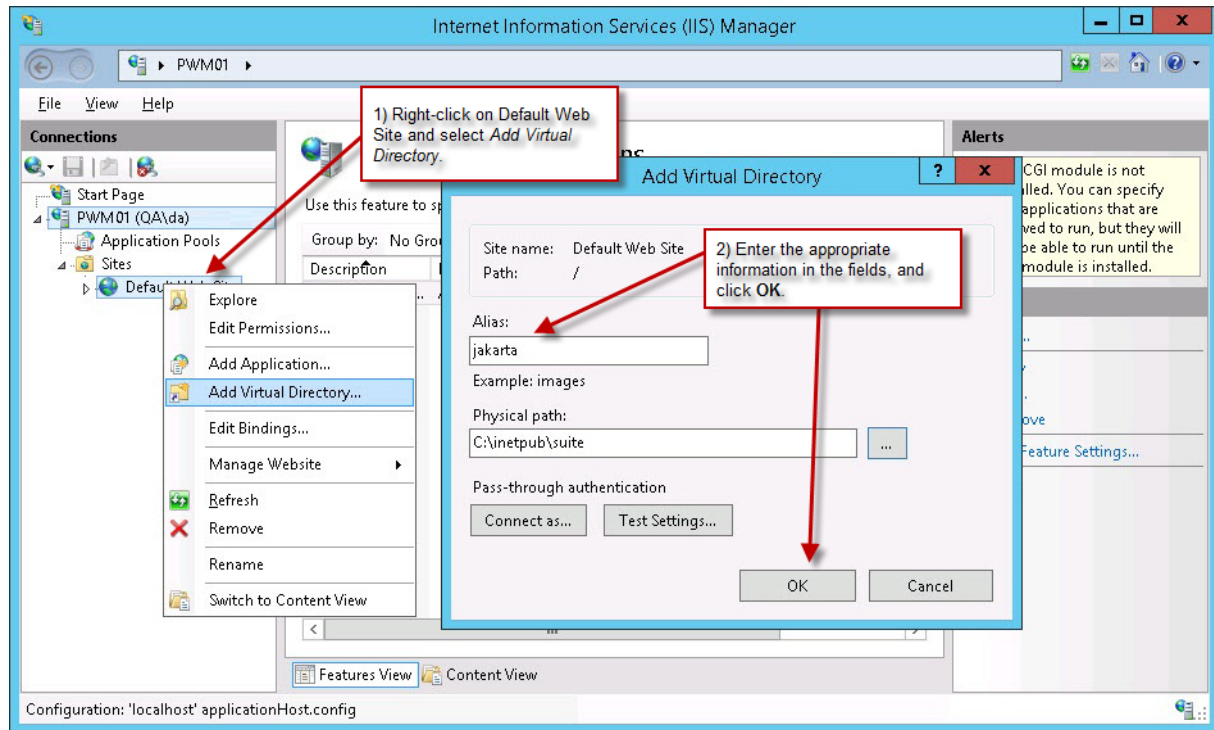 Internet Information Services (IIS) Manager
PWM01
File View Help
Connections
Start Page
PWM01 (QA\da)
Application Pools
Sites
1) Right-click on Default Web
Site and select Add Virtual
Directory.
Explore
Edit Permissions...
Add Application...
Add Virtual Directory...
Edit Bindings...
Manage Website
Refresh
Remove
Rename
Switch to Content View
Use this feature to
Group by: No
Description
Add Virtual Directory
?
X
Site name: Default Web Site
Path: /
2) Enter the appropriate
information in the fields, and
click OK.
Alias:
jakarta
Example: images
Physical path:
C:\inetpub\suite
...
Pass-through authentication
Connect as...
Test Settings...
OK
Cancel
Alerts
CGI module is not
You can specify
applications that are
to run, but they will
be able to run until the
module is installed.
Feature Settings...
Features View
Content View
Configuration: 'localhost' applicationHost.config